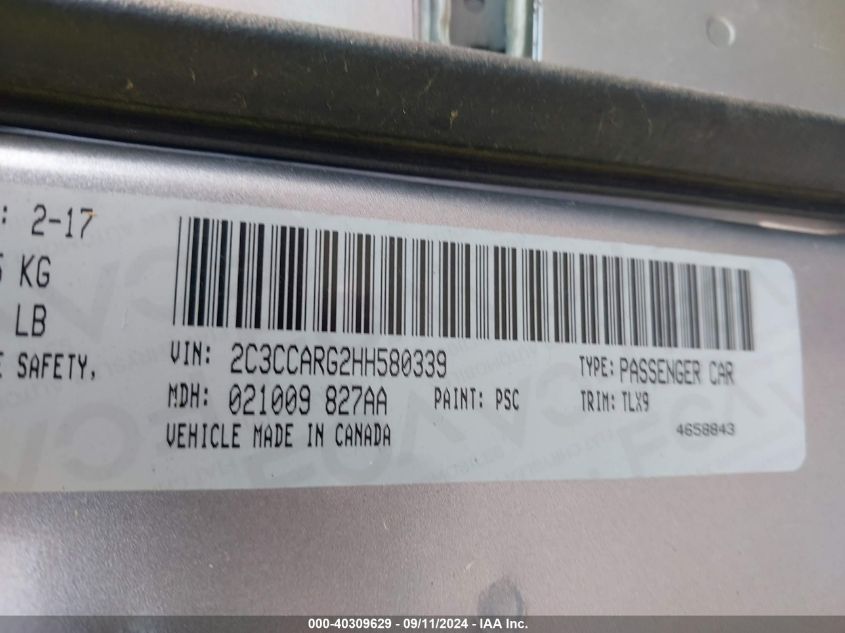 : 2-17
KG
LB
E SAFETY,
VIN: 2C3CCARG2HH580339
TYPE: PASSENGER CAR
MDH: 021009 827AA
PAINT: PSC
TRIM: TLX9
VEHICLE MADE IN CANADA
4658843
000-40309629 - 09/11/2024 - IAA Inc.